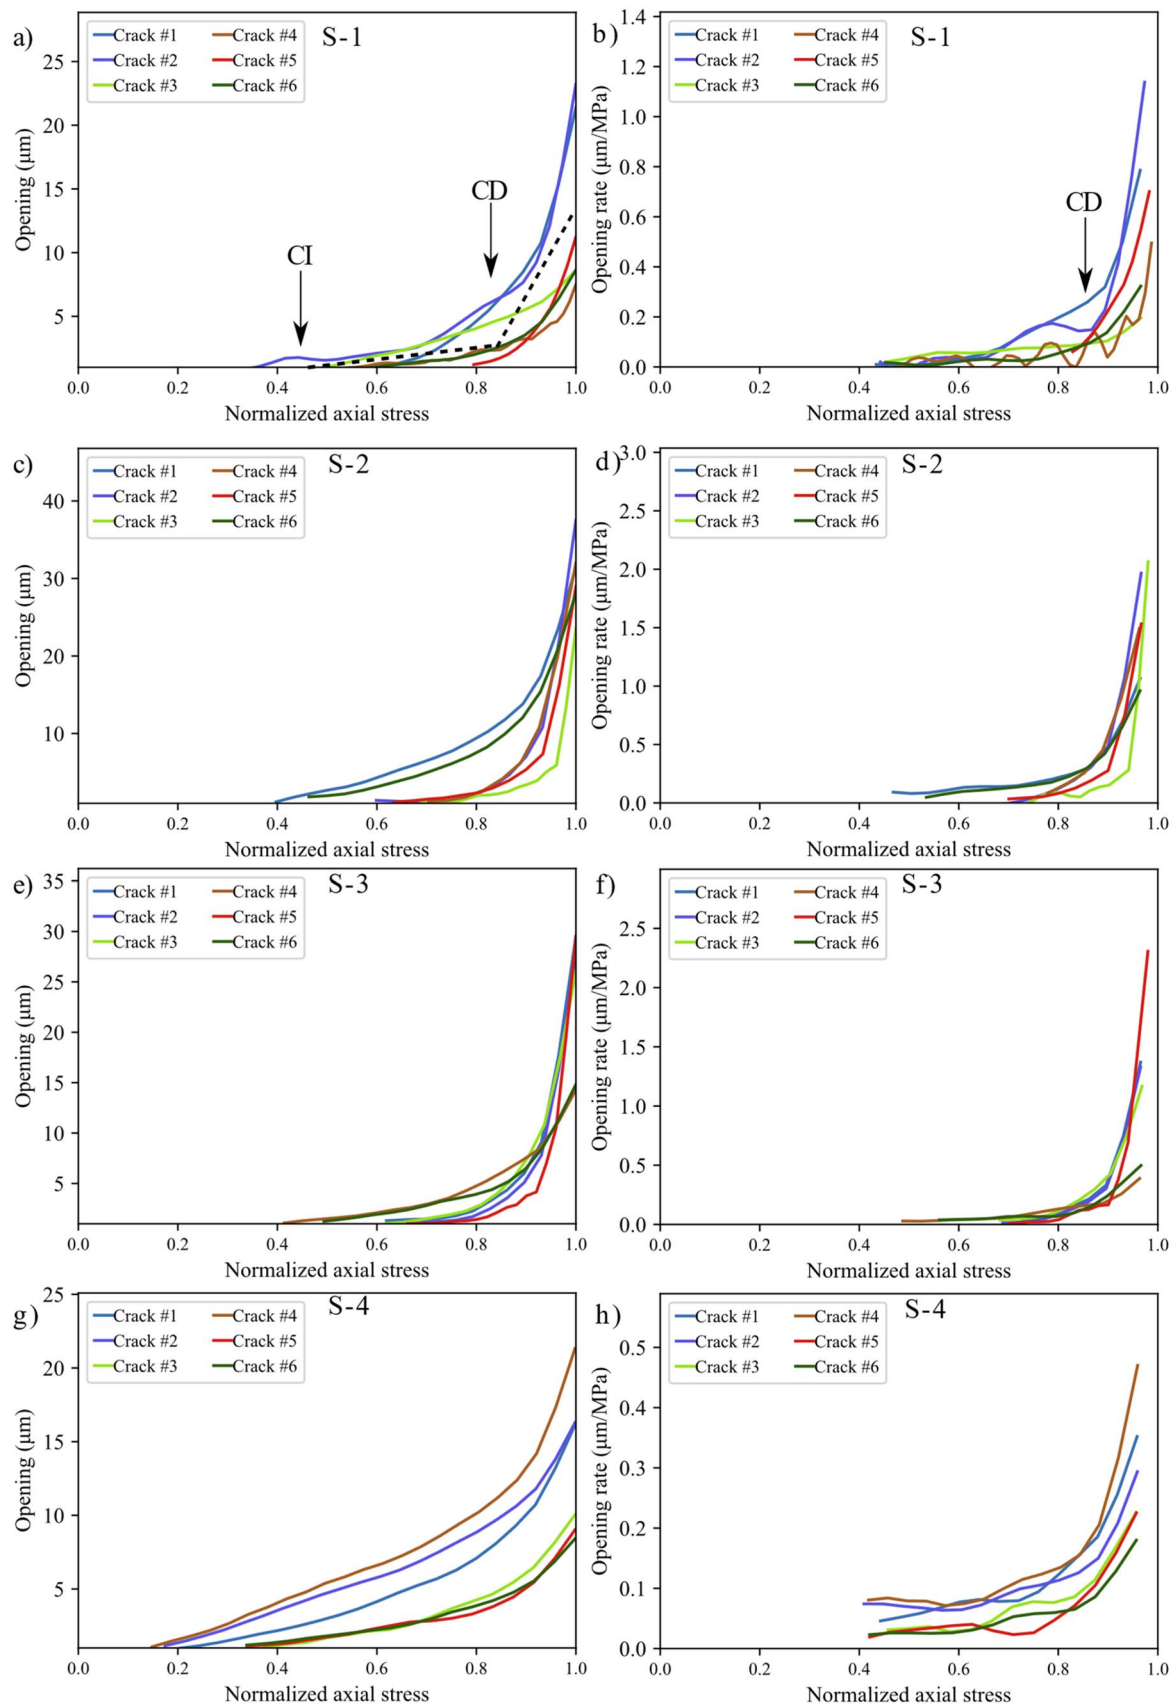 a)
Crack #1 Crack #4
Crack #2 Crack #5
Crack #3 Crack #6
S-1
CI
CD
25
20
15
10
5
Opening (μm)
0.0 0.2 0.4 0.6 0.8 1.0
Normalized axial stress
b)
Crack #1 Crack #4
Crack #2 Crack #5
Crack #3 Crack #6
S-1
CD
1.4
1.2
1.0
0.8
0.6
0.4
0.2
0.0
Opening rate (μm/MPa)
0.0 0.2 0.4 0.6 0.8 1.0
Normalized axial stress
c)
Crack #1 Crack #4
Crack #2 Crack #5
Crack #3 Crack #6
S-2
40
30
20
10
Opening (μm)
0.0 0.2 0.4 0.6 0.8 1.0
Normalized axial stress
d)
Crack #1 Crack #4
Crack #2 Crack #5
Crack #3 Crack #6
S-2
3.0
2.5
2.0
1.5
1.0
0.5
0.0
Opening rate (μm/MPa)
0.0 0.2 0.4 0.6 0.8 1.0
Normalized axial stress
e)
Crack #1 Crack #4
Crack #2 Crack #5
Crack #3 Crack #6
S-3
35
30
25
20
15
10
5
Opening (μm)
0.0 0.2 0.4 0.6 0.8 1.0
Normalized axial stress
f)
Crack #1 Crack #4
Crack #2 Crack #5
Crack #3 Crack #6
S-3
2.5
2.0
1.5
1.0
0.5
0.0
Opening rate (μm/MPa)
0.0 0.2 0.4 0.6 0.8 1.0
Normalized axial stress
g)
Crack #1 Crack #4
Crack #2 Crack #5
Crack #3 Crack #6
S-4
25
20
15
10
5
Opening (μm)
0.0 0.2 0.4 0.6 0.8 1.0
Normalized axial stress
h)
Crack #1 Crack #4
Crack #2 Crack #5
Crack #3 Crack #6
S-4
0.5
0.4
0.3
0.2
0.1
0.0
Opening rate (μm/MPa)
0.0 0.2 0.4 0.6 0.8 1.0
Normalized axial stress